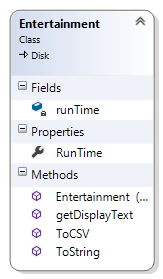 Entertainment
Class
Disk
Fields
runTime
Properties
RunTime
Methods
Entertainment (...
getDisplayText
ToCSV
ToString